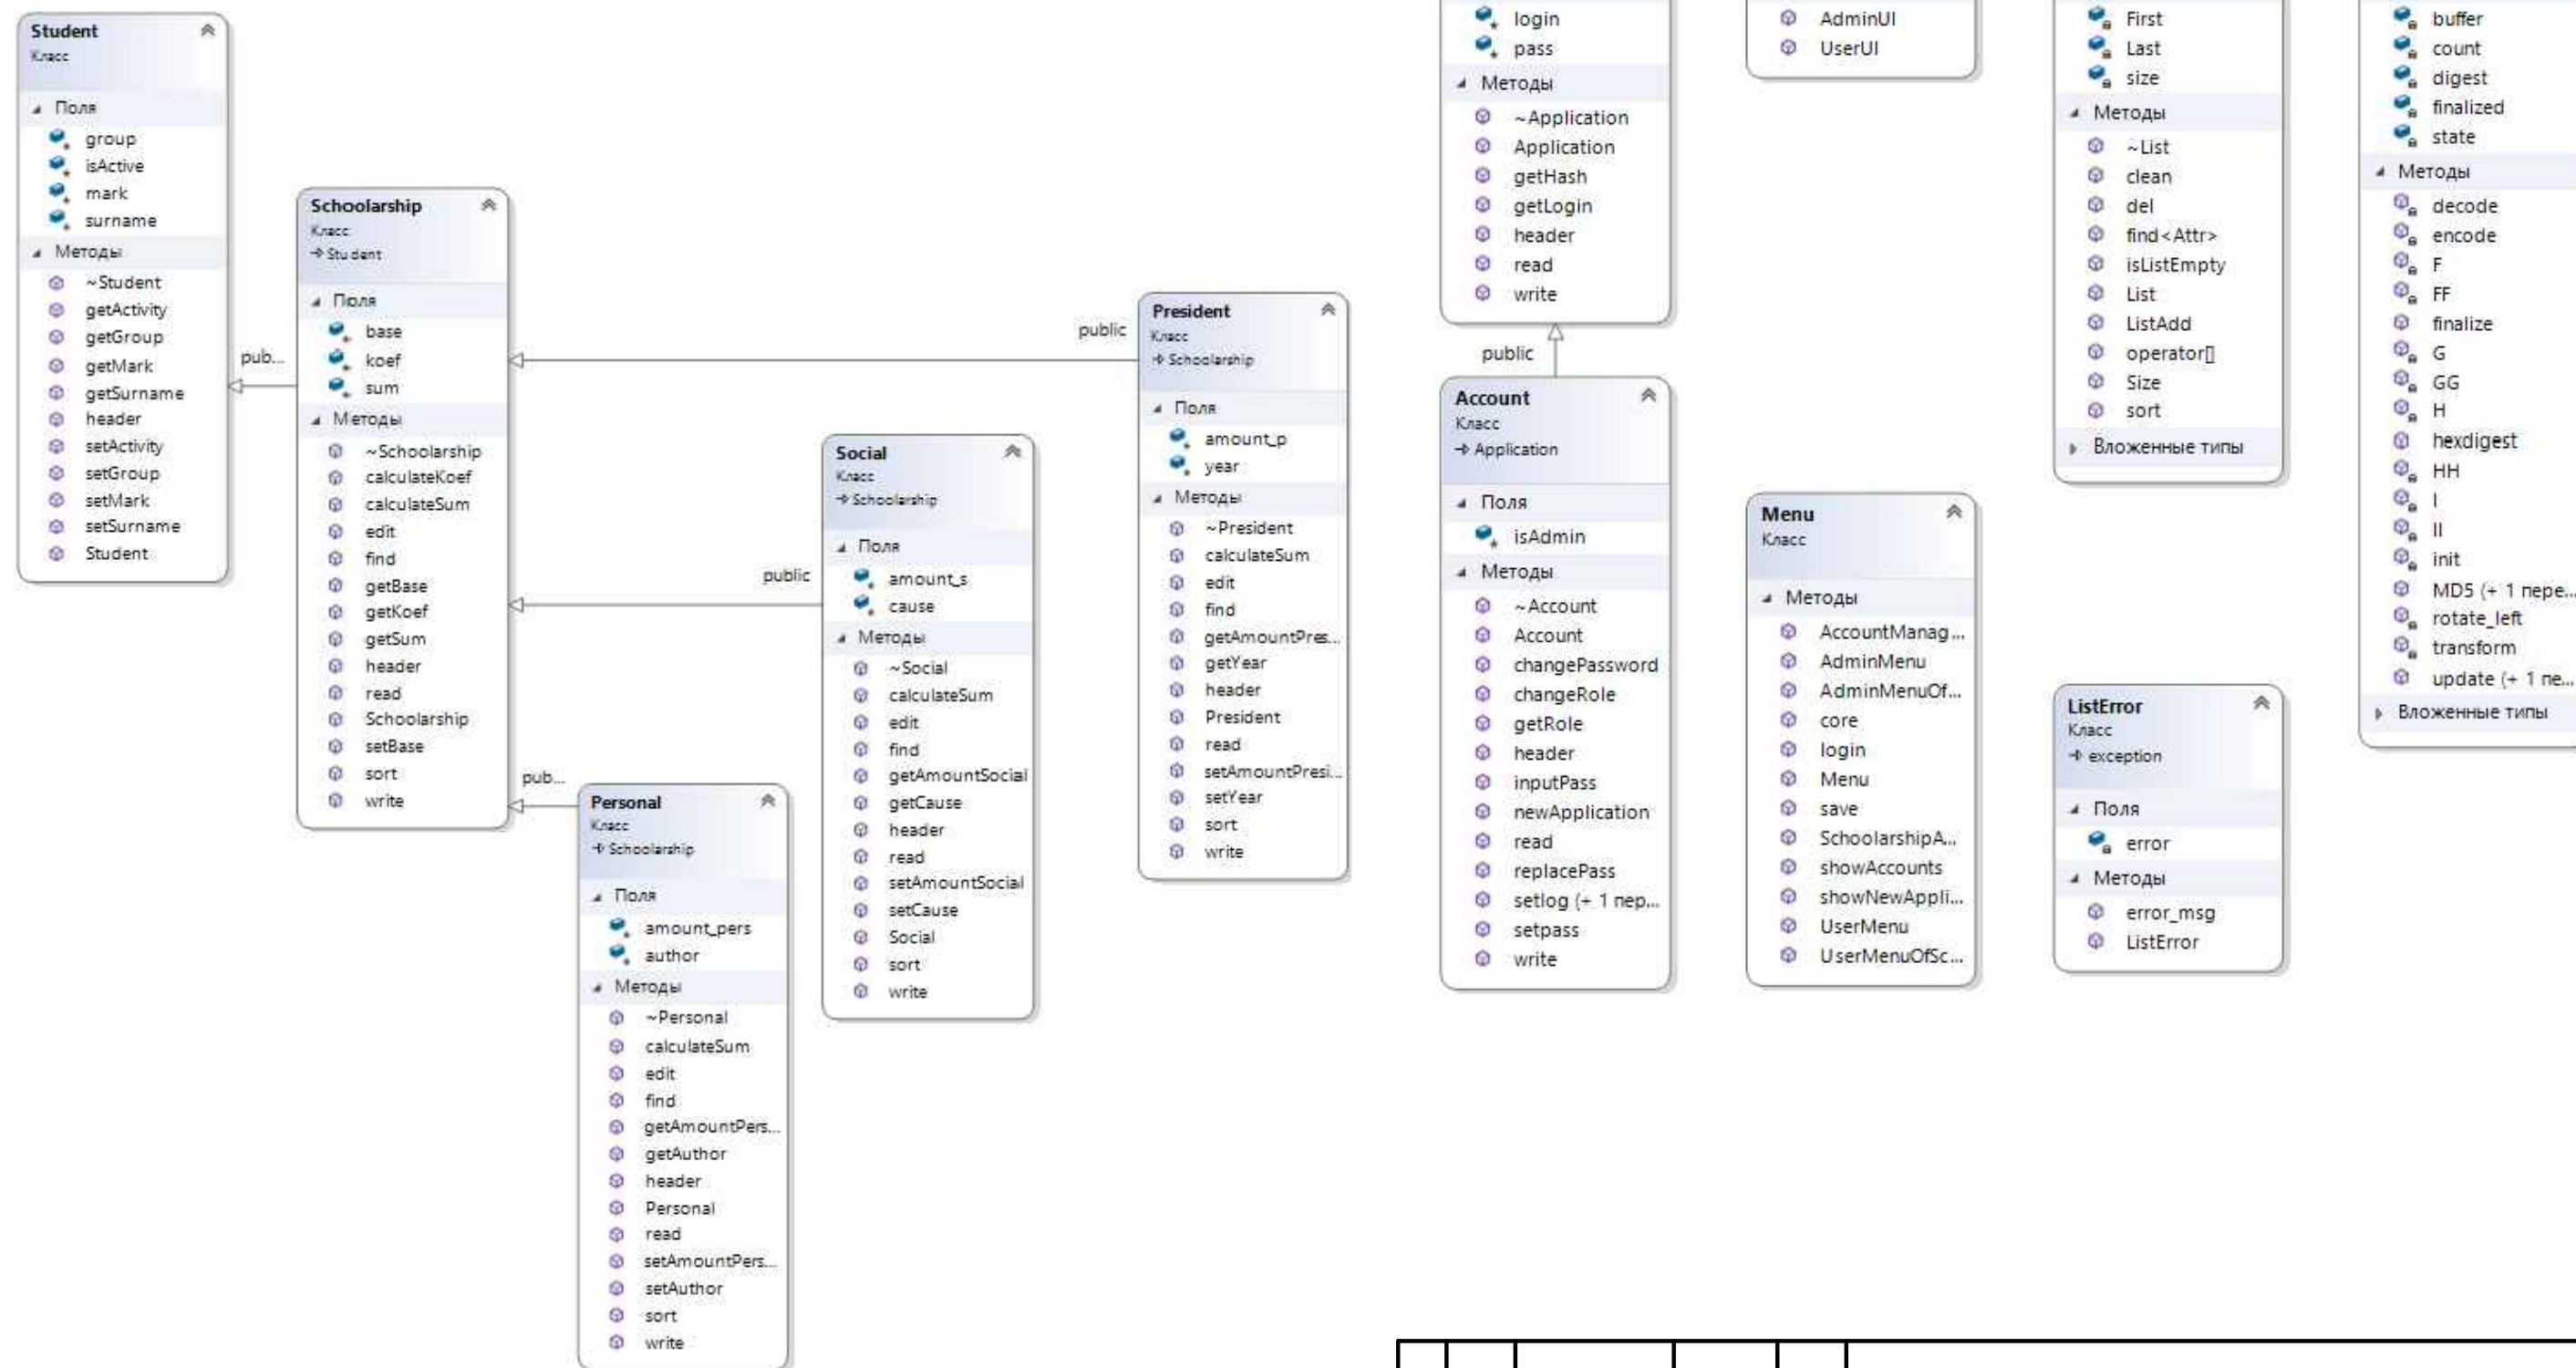 Student
Класс
Поля
group
isActive
mark
surname
Методы
~Student
getActivity
getGroup
getMark
getSurname
header
setActivity
setGroup
setMark
setSurname
Student
pub...
Schoolarship
Класс
Student
Поля
base
koef
sum
Методы
~Schoolarship
calculateKoef
calculateSum
edit
find
getBase
getKoef
getSum
header
read
Schoolarship
setBase
sort
write
pub...
Personal
Класс
Schoolarship
Поля
amount_pers
author
Методы
~Personal
calculateSum
edit
find
getAmountPers...
getAuthor
header
Personal
read
setAmountPers...
setAuthor
sort
write
public
Social
Класс
Schoolarship
Поля
amount_s
cause
Методы
~Social
calculateSum
edit
find
getAmountSocial
getCause
header
read
setAmountSocial
setCause
Social
sort
write
public
President
Класс
Schoolarship
Поля
amount_p
year
Методы
~President
calculateSum
edit
find
getAmountPres...
getYear
header
President
read
setAmountPresi...
setYear
sort
write
login
pass
Методы
~Application
Application
getHash
getLogin
header
read
write
public
Account
Класс
Application
Поля
isAdmin
Методы
~Account
Account
changePassword
changeRole
getRole
header
inputPass
newApplication
read
replacePass
setlog (+ 1 пер...
setpass
write
AdminUI
UserUI
Menu
Класс
Методы
AccountManag...
AdminMenu
AdminMenuOf...
core
login
Menu
save
SchoolarshipA...
showAccounts
showNewAppli...
UserMenu
UserMenuOfSc...
First
Last
size
Методы
~List
clean
del
find<Attr>
isListEmpty
List
ListAdd
operator[]
Size
sort
Вложенные типы
ListError
Класс
exception
Поля
error
Методы
error_msg
ListError
buffer
count
digest
finalized
state
Методы
decode
encode
F
FF
finalize
G
GG
H
hexdigest
HH
I
II
init
MD5 (+ 1 пере...
rotate_left
transform
update (+ 1 пе...
Вложенные типы